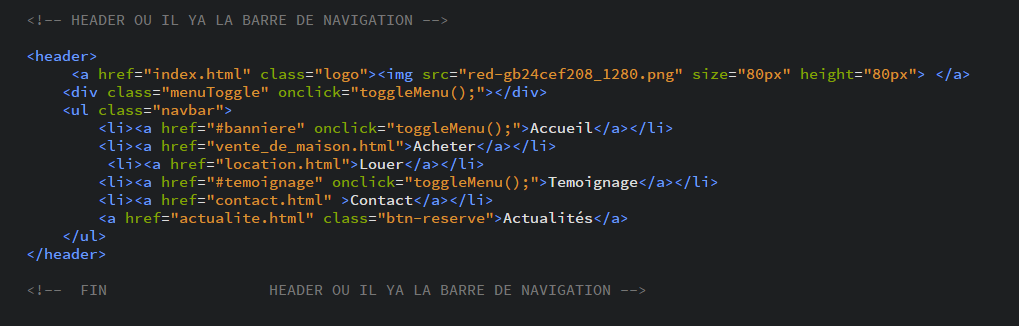 <!-- HEADER OU IL YA LA BARRE DE NAVIGATION -->
<header>
<a href="index.html" class="logo"><img src="red-gb24cef208_1280.png" size="80px" height="80px"> </a>
<div class="menuToggle" onclick="toggleMenu();"></div>
<ul class="navbar">
<li><a href="#banniere" onclick="toggleMenu();">Accueil</a></li>
<li><a href="vente_de_maison.html">Acheter</a></li>
<li><a href="location.html">Louer</a></li>
<li><a href="#temoignage" onclick="toggleMenu();">Temoignage</a></li>
<li><a href="contact.html" >Contact</a></li>
<a href="actualite.html" class="btn-reserve">Actualités</a>
</ul>
</header>
<!--  FIN                  HEADER OU IL YA LA BARRE DE NAVIGATION -->